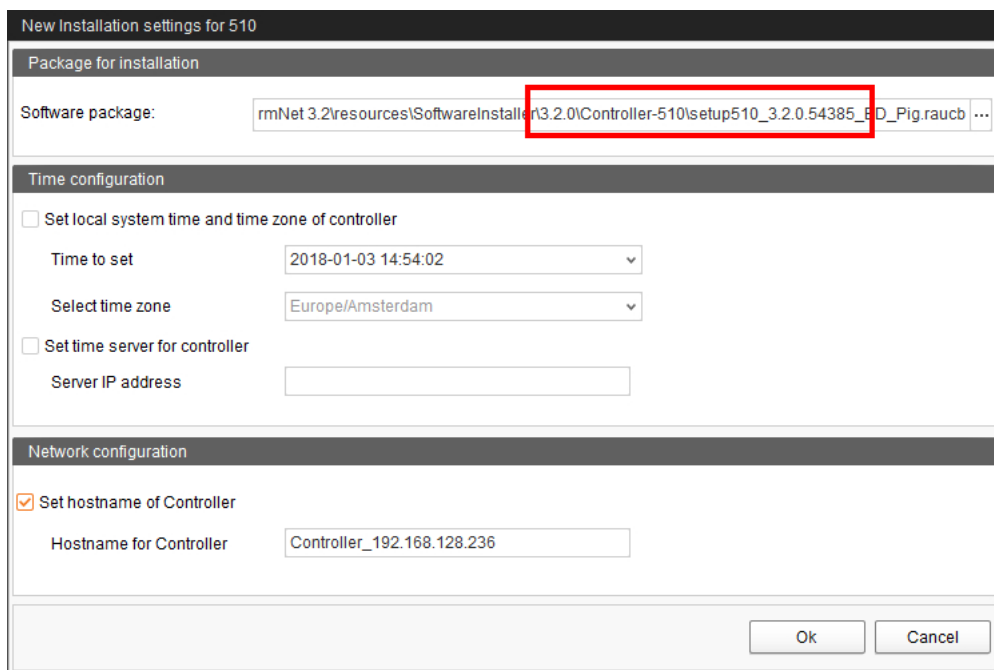 New Installation settings for 510
Package for installation
Software package: rmNet 3.2\resources\SoftwareInstaller\3.2.0\Controller-510\setup510_3.2.0.54385_BD_Pig.raucb ...
Time configuration
Set local system time and time zone of controller
Time to set 2018-01-03 14:54:02
Select time zone Europe/Amsterdam
Set time server for controller
Server IP address
Network configuration
Set hostname of Controller
Hostname for Controller Controller_192.168.128.236
Ok Cancel